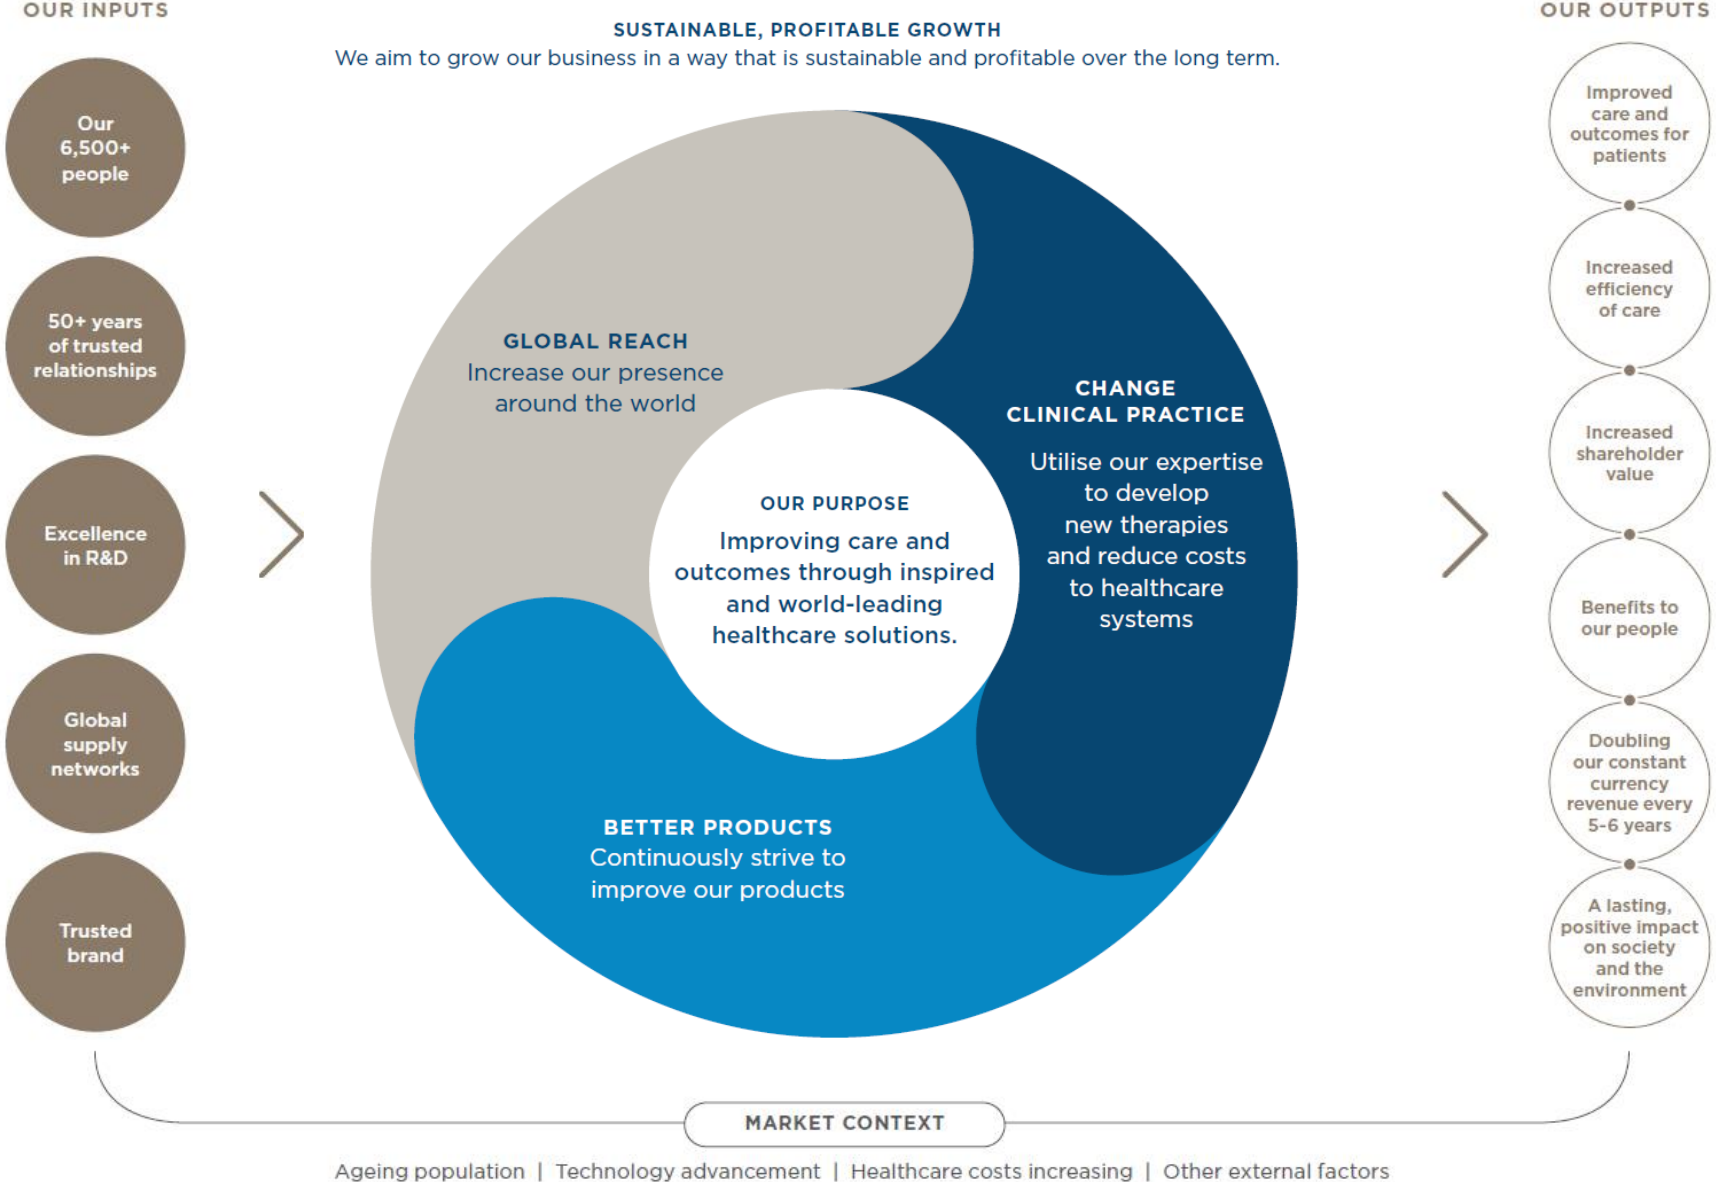 OUR INPUTS
Our
6,500+
people
50+ years
of trusted
relationships
Excellence
in R&D
Global
supply
networks
Trusted
brand
SUSTAINABLE, PROFITABLE GROWTH
We aim to grow our business in a way that is sustainable and profitable over the long term.
GLOBAL REACH
Increase our presence
around the world
CHANGE
CLINICAL PRACTICE
Utilise our expertise
to develop
new therapies
and reduce costs
to healthcare
systems
OUR PURPOSE
Improving care and
outcomes through inspired
and world-leading
healthcare solutions.
BETTER PRODUCTS
Continuously strive to
improve our products
OUR OUTPUTS
Improved
care and
outcomes for
patients
Increased
efficiency
of care
Increased
shareholder
value
Benefits to
our people
Doubling
our constant
currency
revenue every
5-6 years
A lasting,
positive impact
on society
and the
environment
MARKET CONTEXT
Ageing population | Technology advancement | Healthcare costs increasing | Other external factors